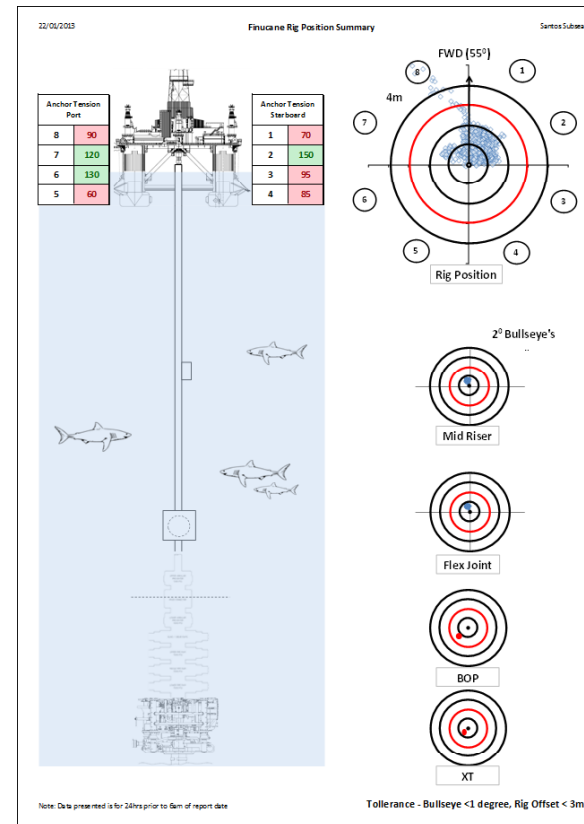 22/01/2013
Finucane Rig Position Summary
Santos Subsea
Anchor Tension
Port
8 90
7 120
6 130
5 60
Anchor Tension
Starboard
1 70
2 150
3 95
4 85
FWD (55⁰)
4m
8
1
7
2
6
3
5
4
Rig Position
2⁰ Bullseye's
Mid Riser
Flex Joint
BOP
XT
Note: Data presented is for 24hrs prior to 6am of report date
Tollerance - Bullseye <1 degree, Rig Offset < 3m